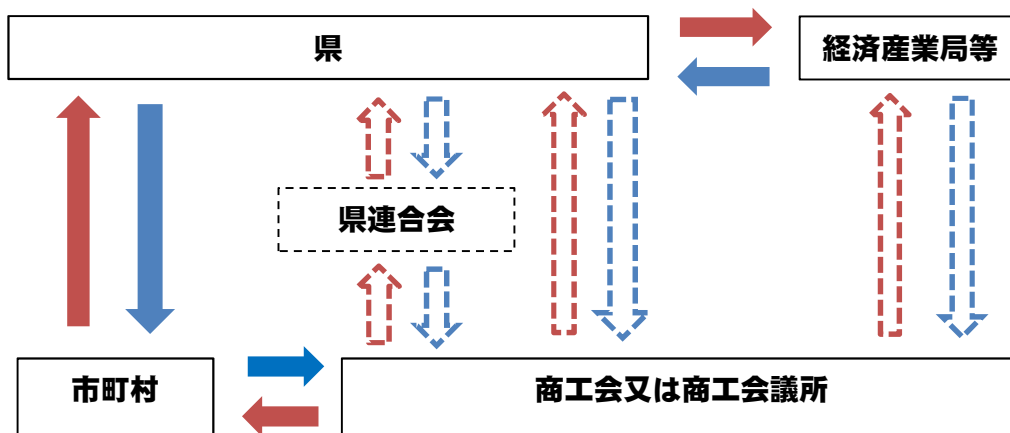 県
経済産業局等
県連合会
市町村
商工会又は商工会議所